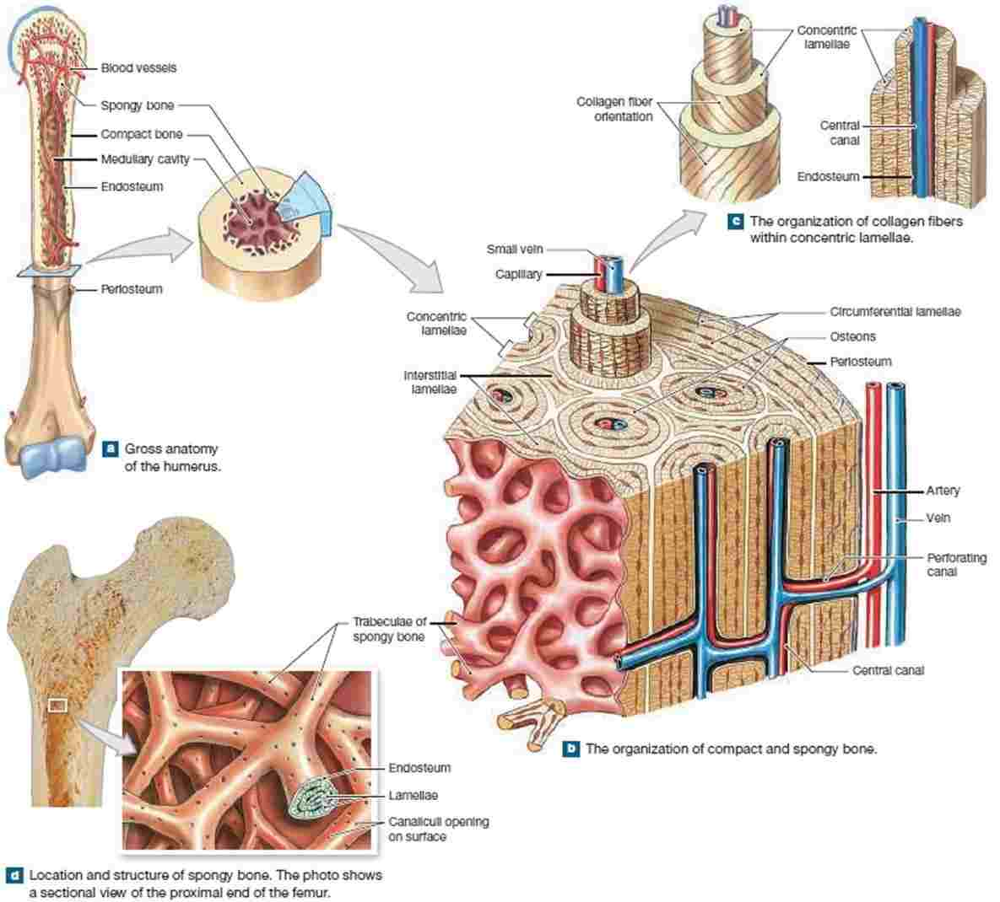 Blood vessels
Spongy bone
Compact bone
Medullary cavity
Endosteum
Periosteum
a Gross anatomy
of the humerus.
Concentric
lamellae
Collagen fiber
orientation
Central
canal
Endosteum
c The organization of collagen fibers
within concentric lamellae.
Small vein
Capillary
Concentric
lamellae
Interstitial
lamellae
Circumferential lamellae
Osteons
Periosteum
Artery
Vein
Perforating
canal
Central canal
Trabeculae of
spongy bone
b The organization of compact and spongy bone.
Endosteum
Lamellae
Canaliculi opening
on surface
d Location and structure of spongy bone. The photo shows
a sectional view of the proximal end of the femur.